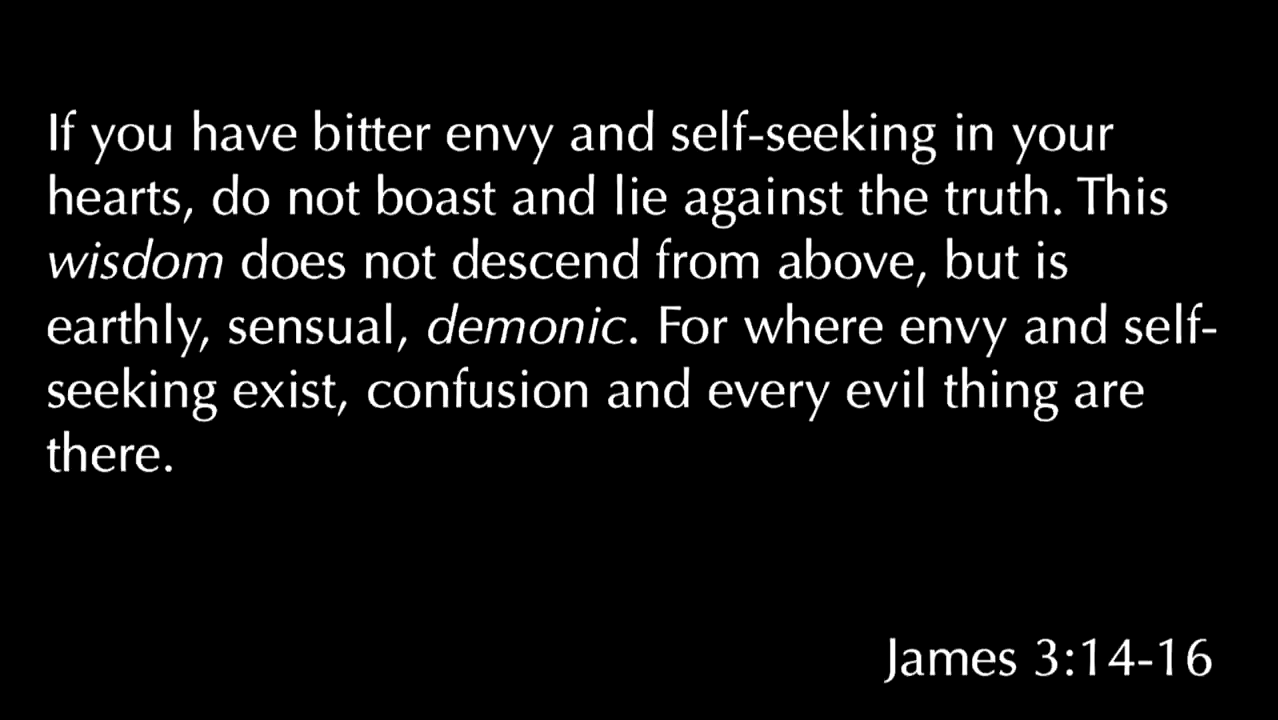 If you have bitter envy and self-seeking in your
hearts, do not boast and lie against the truth. This
wisdom does not descend from above, but is
earthly, sensual, demonic. For where envy and self-
seeking exist, confusion and every evil thing are
there.
James 3:14-16